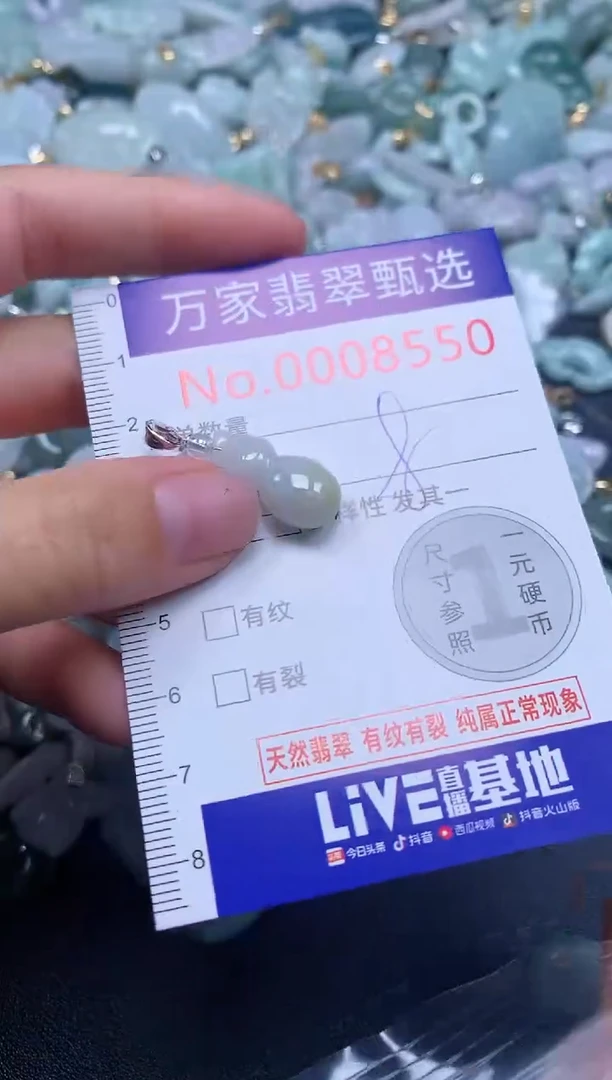 万家翡翠甄选
No.0008550
0
1
2
单数量
样性 发其一
尺寸参照
1
一元硬币
5
有纹
6
有裂
天然翡翠 有纹有裂 纯属正常现象
7
LiVE直播基地
8
今日头条 抖音 西瓜视频 抖音火山版